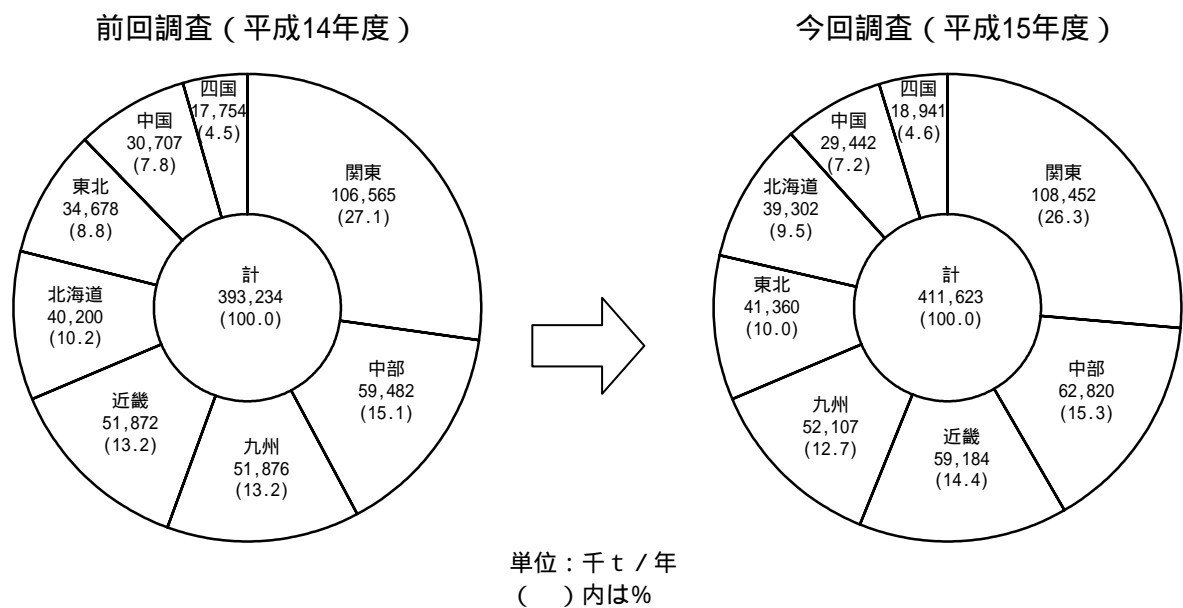 前回調査（平成14年度）
四国
17,754
(4.5)
中国
30,707
(7.8)
東北
34,678
(8.8)
北海道
40,200
(10.2)
近畿
51,872
(13.2)
九州
51,876
(13.2)
中部
59,482
(15.1)
関東
106,565
(27.1)
計
393,234
(100.0)
今回調査（平成15年度）
四国
18,941
(4.6)
中国
29,442
(7.2)
北海道
39,302
(9.5)
東北
41,360
(10.0)
九州
52,107
(12.7)
近畿
59,184
(14.4)
中部
62,820
(15.3)
関東
108,452
(26.3)
計
411,623
(100.0)
単位：千ｔ／年
（　）内は%